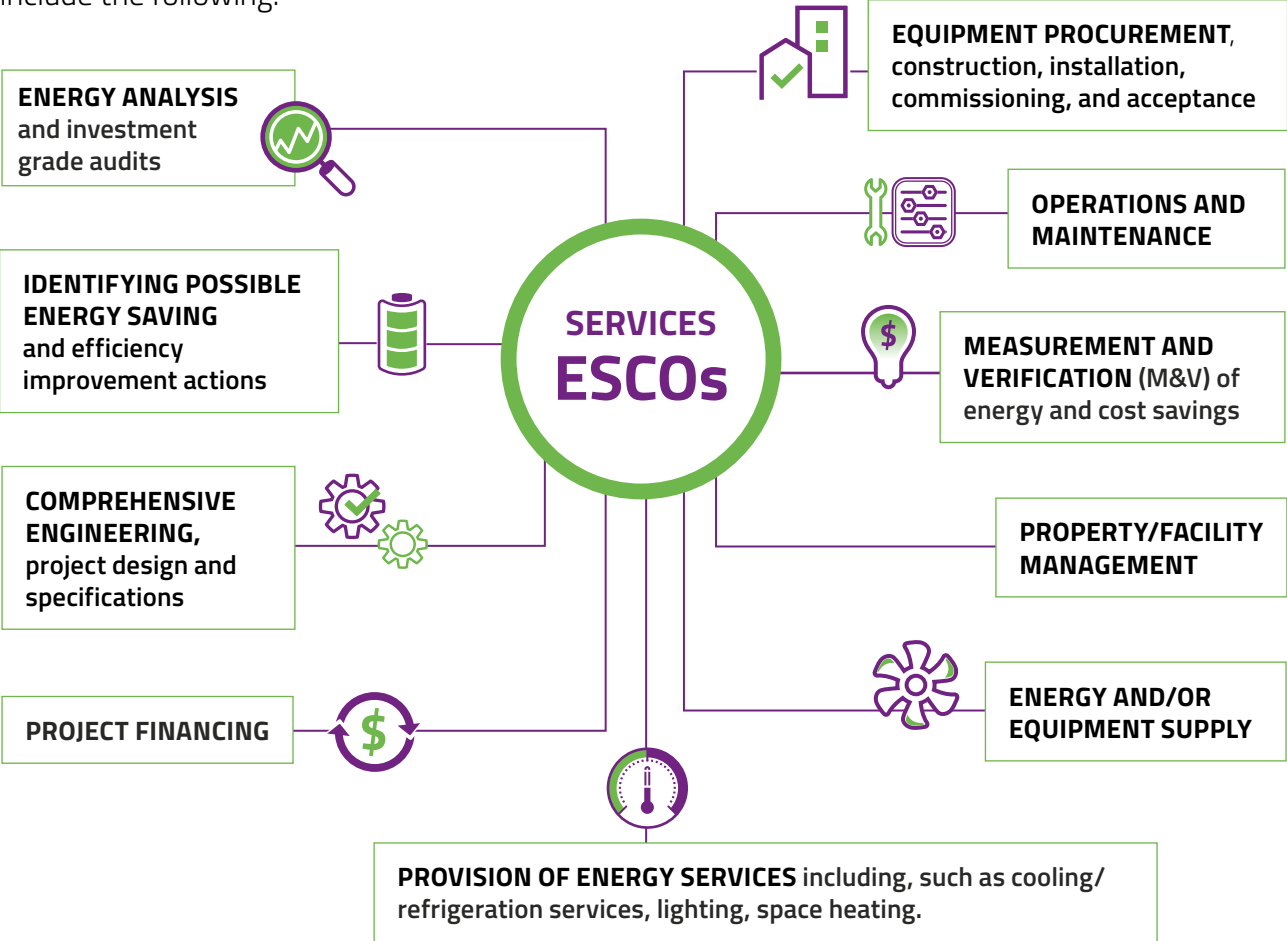 include the following:
ENERGY ANALYSIS
and investment
grade audits
IDENTIFYING POSSIBLE
ENERGY SAVING
and efficiency
improvement actions
COMPREHENSIVE
ENGINEERING,
project design and
specifications
PROJECT FINANCING
$
SERVICES
ESCOs
EQUIPMENT PROCUREMENT,
construction, installation,
commissioning, and acceptance
OPERATIONS AND
MAINTENANCE
$
MEASUREMENT AND
VERIFICATION (M&V) of
energy and cost savings
PROPERTY/FACILITY
MANAGEMENT
ENERGY AND/OR
EQUIPMENT SUPPLY
PROVISION OF ENERGY SERVICES including, such as cooling/
refrigeration services, lighting, space heating.